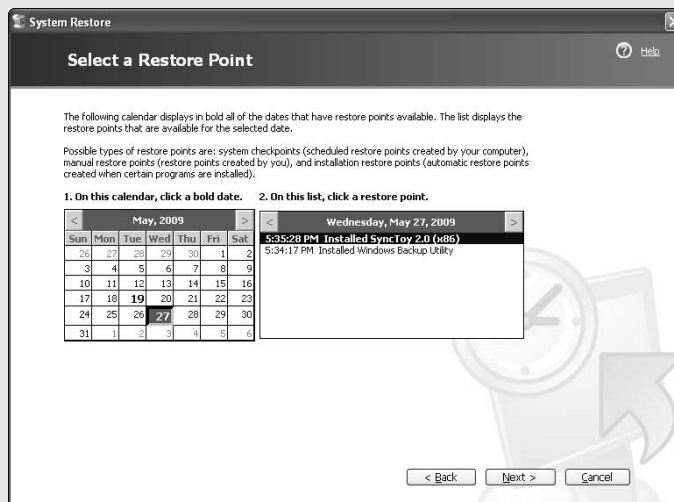 System Restore
Select a Restore Point
Help
The following calendar displays in bold all of the dates that have restore points available. The list displays the
restore points that are available for the selected date.
Possible types of restore points are: system checkpoints (scheduled restore points created by your computer),
manual restore points (restore points created by you), and installation restore points (automatic restore points
created when certain programs are installed).
1. On this calendar, click a bold date. 2. On this list, click a restore point.
< May, 2009 > < Wednesday, May 27, 2009 >
Sun Mon Tue Wed Thu Fri Sat
5:35:28 PM Installed SyncToy 2.0 (x86)
26 27 28 29 30 1 2
5:34:17 PM Installed Windows Backup Utility
3 4 5 6 7 8 9
10 11 12 13 14 15 16
17 18 19 20 21 22 23
24 25 26 27 28 29 30
31 1 2 3 4 5 6
< Back Next > Cancel